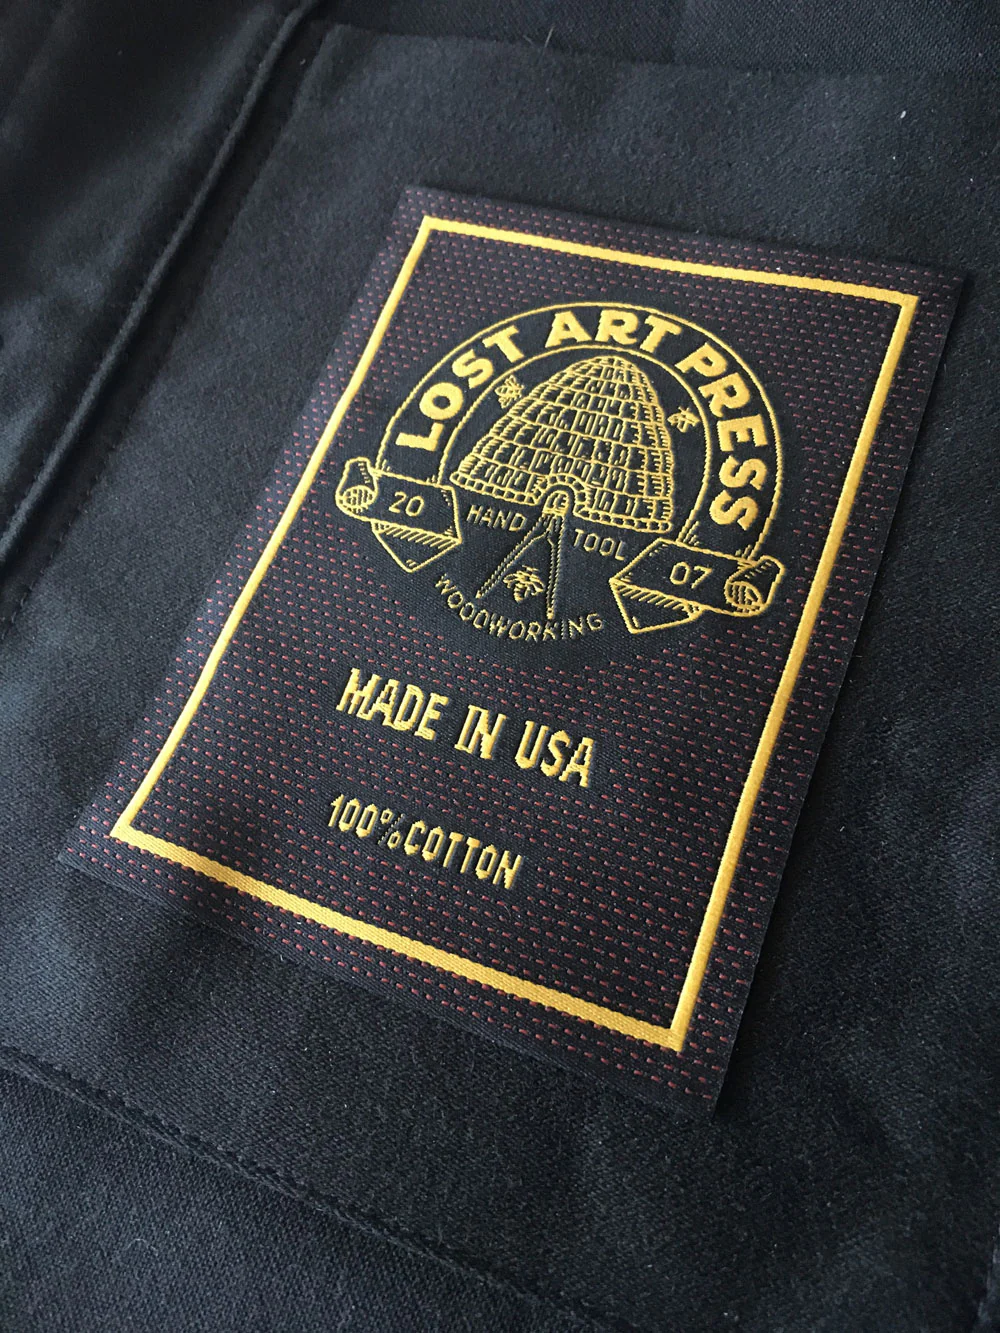 LOST ART PRESS
20
HAND TOOL
07
WOODWORKING
MADE IN USA
100% COTTON